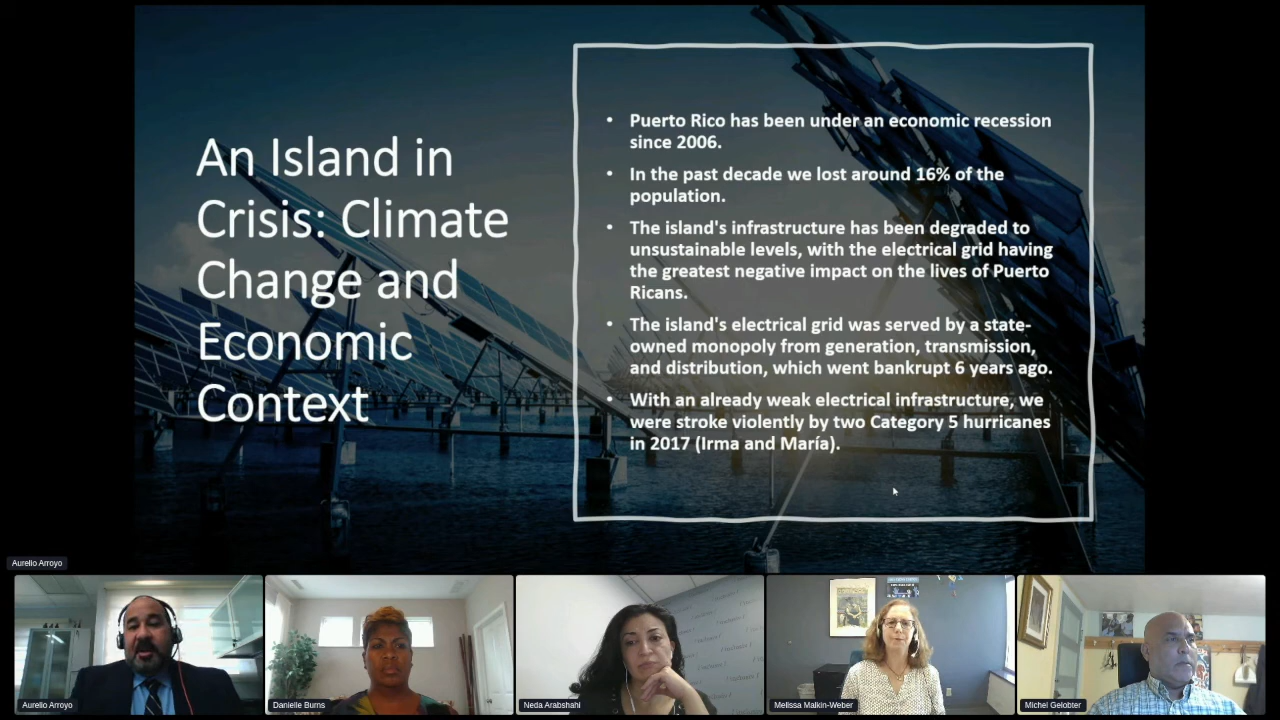 An Island in
Crisis: Climate
Change and
Economic
Context
• Puerto Rico has been under an economic recession
since 2006.
• In the past decade we lost around 16% of the
population.
• The island's infrastructure has been degraded to
unsustainable levels, with the electrical grid having
the greatest negative impact on the lives of Puerto
Ricans.
• The island's electrical grid was served by a state-
owned monopoly from generation, transmission,
and distribution, which went bankrupt 6 years ago.
• With an already weak electrical infrastructure, we
were stroke violently by two Category 5 hurricanes
in 2017 (Irma and María).
Aurelio Arroyo
Aurelio Arroyo
Danielle Burns
Neda Arabshahi
Melissa Malkin-Weber
Michel Gelobter